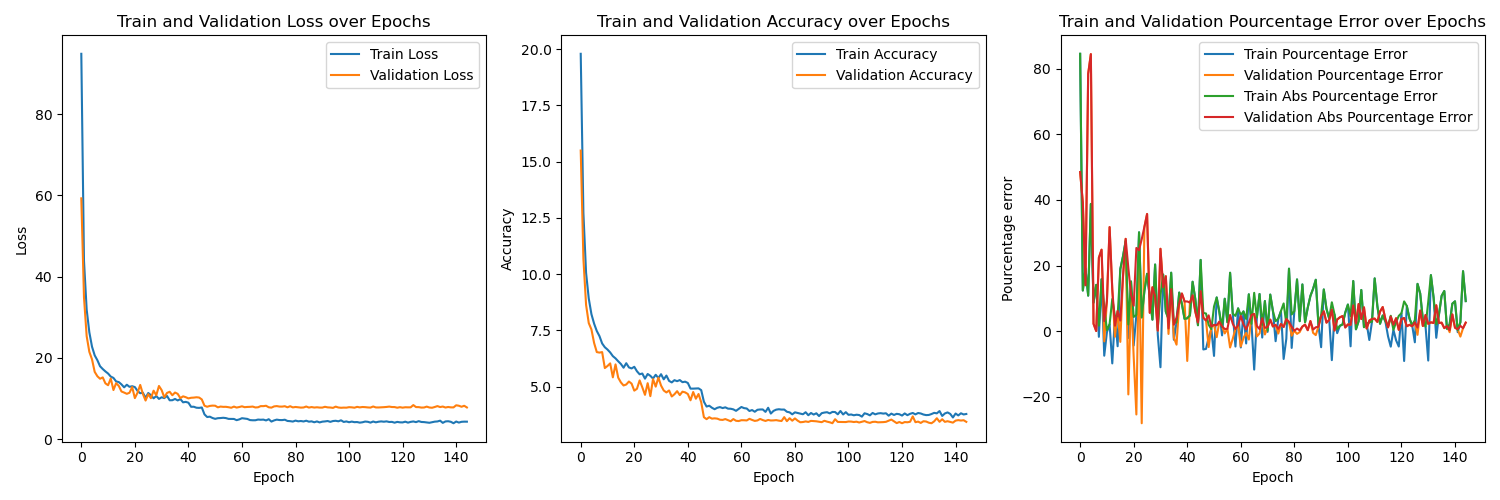 Train and Validation Loss over Epochs
Train Loss
Validation Loss
80
60
40
20
0
Loss
0 20 40 60 80 100 120 140
Epoch
Train and Validation Accuracy over Epochs
Train Accuracy
Validation Accuracy
20.0
17.5
15.0
12.5
10.0
7.5
5.0
Accuracy
0 20 40 60 80 100 120 140
Epoch
Train and Validation Pourcentage Error over Epochs
Train Pourcentage Error
Validation Pourcentage Error
Train Abs Pourcentage Error
Validation Abs Pourcentage Error
80
60
40
20
0
−20
Pourcentage error
0 20 40 60 80 100 120 140
Epoch